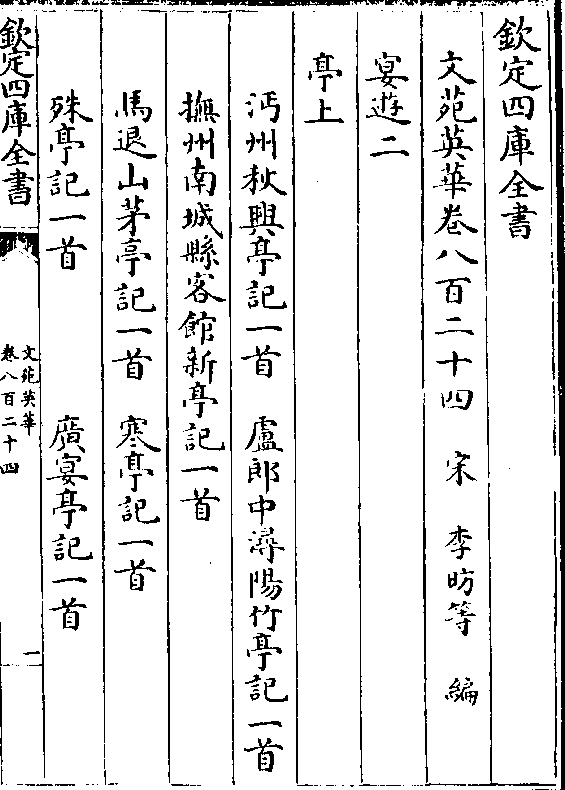 欽定四庫全書
文苑英華卷八百二十四　宋　李昉等　編
宴遊二
亭上
沔州秋興亭記一首　盧郎中潯陽竹亭記一首
撫州南城縣客館新亭記一首
馬退山茅亭記一首　寒亭記一首
殊亭記一首　廣宴亭記一首
欽定四庫全書
文苑英華
卷八百二十四
一